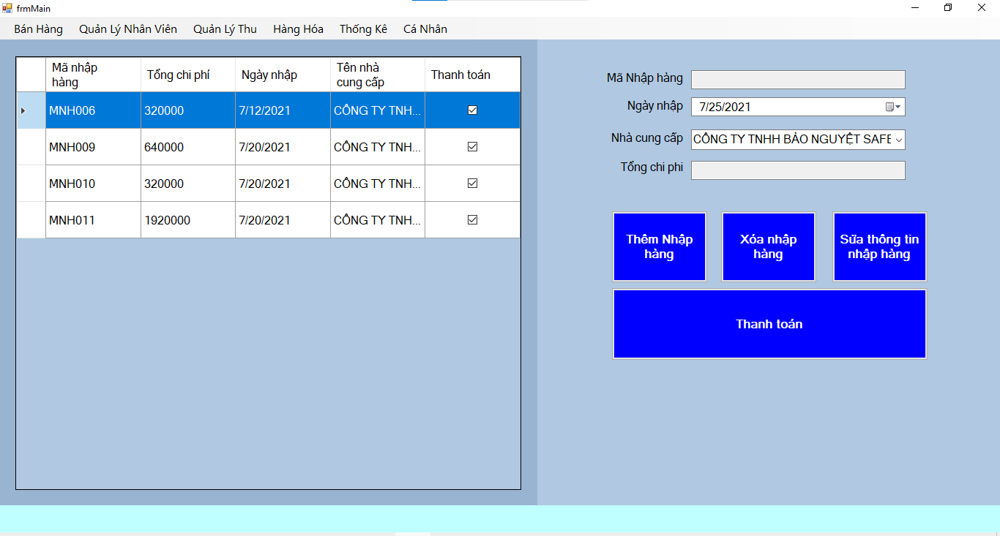 frmMain
Bán Hàng Quản Lý Nhân Viên Quản Lý Thu Hàng Hóa Thống Kê Cá Nhân
Mã nhập hàng Tổng chi phí Ngày nhập Tên nhà cung cấp Thanh toán
MNH006 320000 7/12/2021 CÔNG TY TNH...
MNH009 640000 7/20/2021 CÔNG TY TNH...
MNH010 320000 7/20/2021 CÔNG TY TNH...
MNH011 1920000 7/20/2021 CÔNG TY TNH...
Mã Nhập hàng
Ngày nhập 7/25/2021
Nhà cung cấp CÔNG TY TNHH BẢO NGUYỆT SAFE
Tổng chi phi
Thêm Nhập
hàng
Xóa nhập
hàng
Sữa thông tin
nhập hàng
Thanh toán